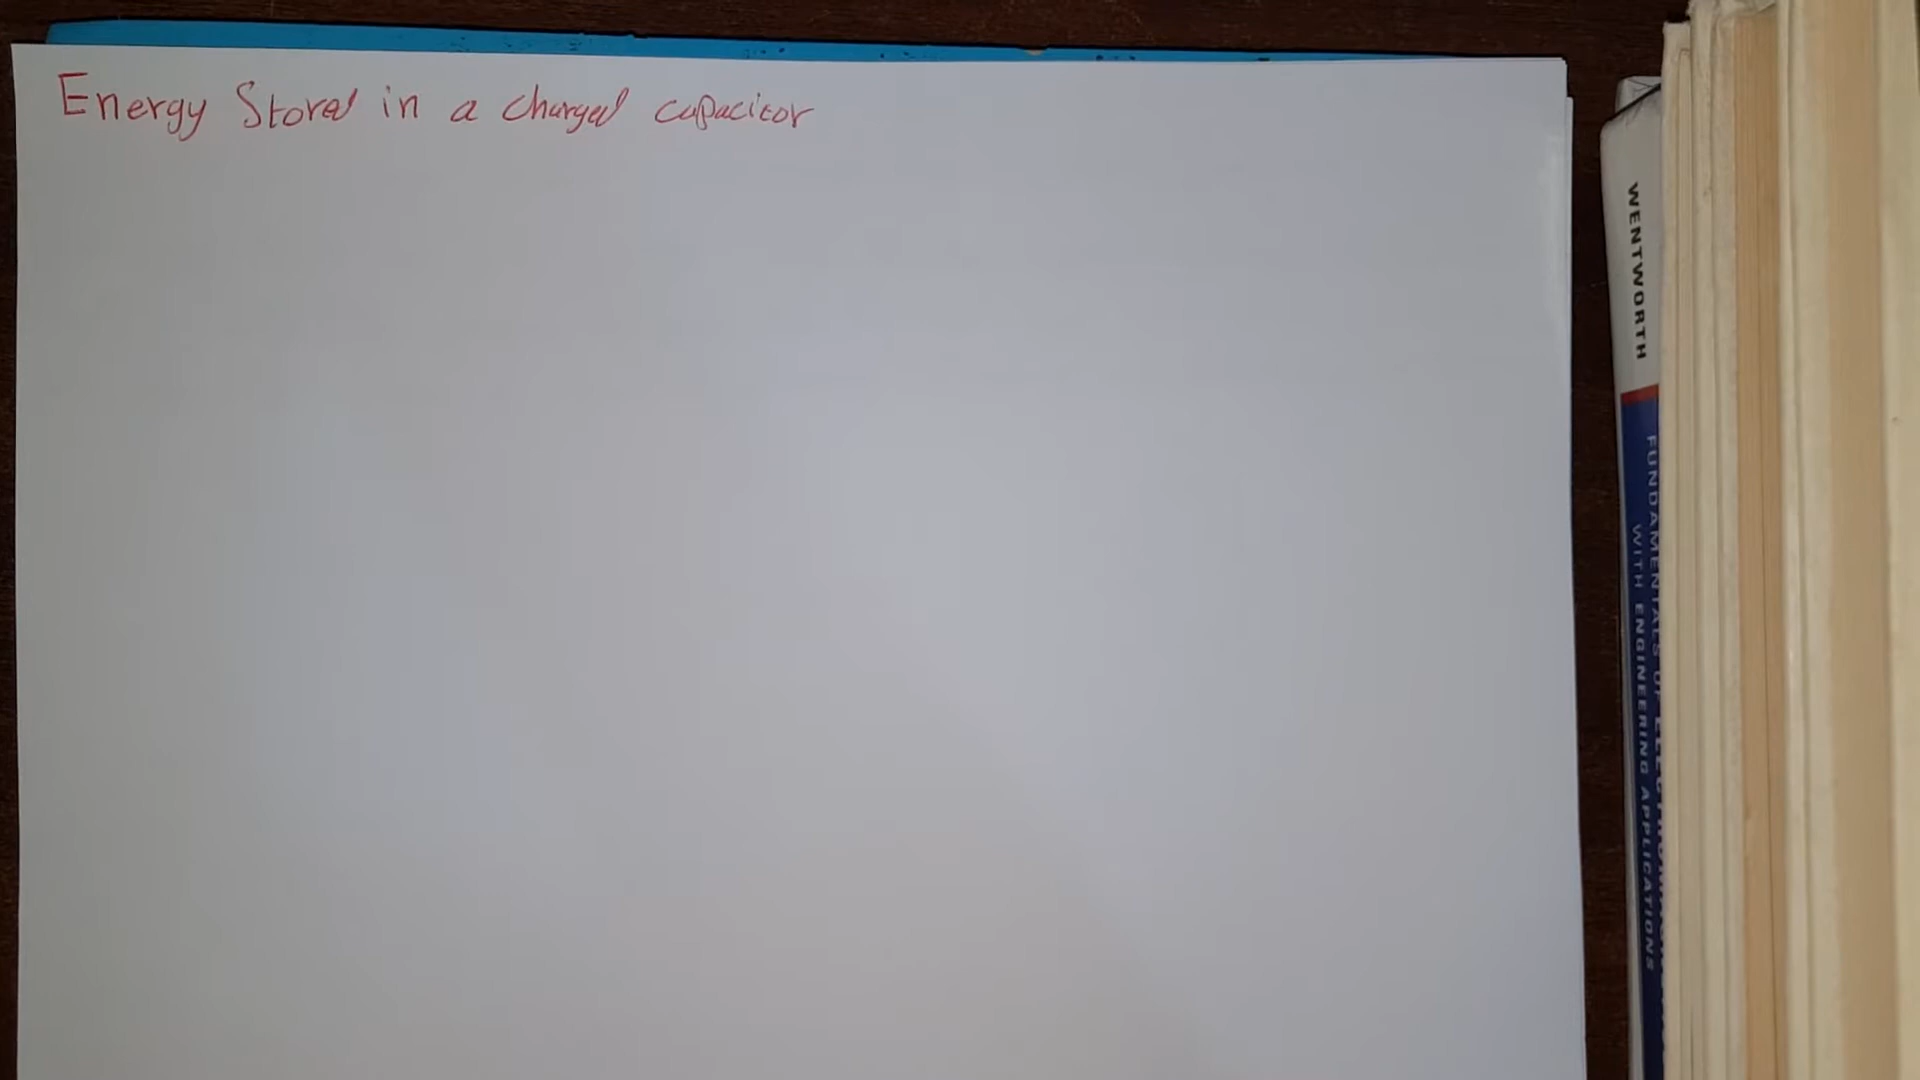 Energy Stored in a charged capacitor
WENTWORTH
FUNDAMENTALS OF ELECTROMAGNETICS
WITH ENGINEERING APPLICATIONS